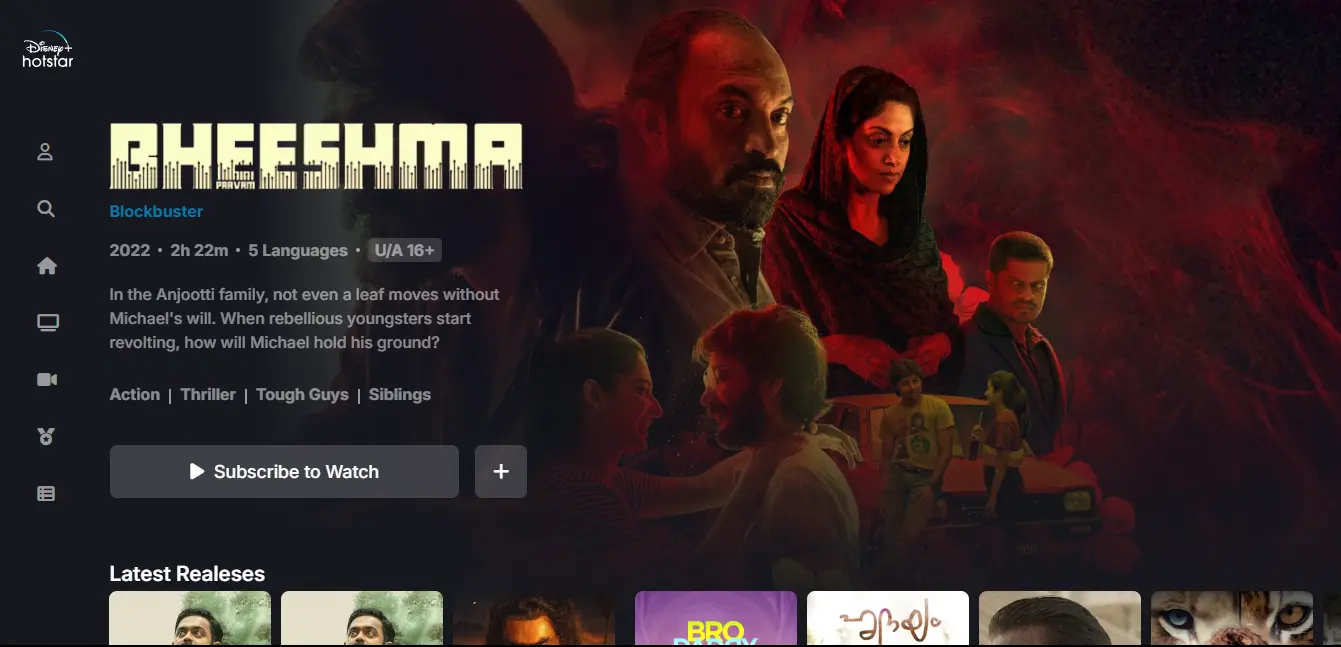 Disney+
hotstar
BHEESHMA
PARVAM
Blockbuster
2022 • 2h 22m • 5 Languages • U/A 16+
In the Anjootti family, not even a leaf moves without
Michael's will. When rebellious youngsters start
revolting, how will Michael hold his ground?
Action | Thriller | Tough Guys | Siblings
Subscribe to Watch
+
Latest Realeses
BRO
DADDY
ഹൃദയം